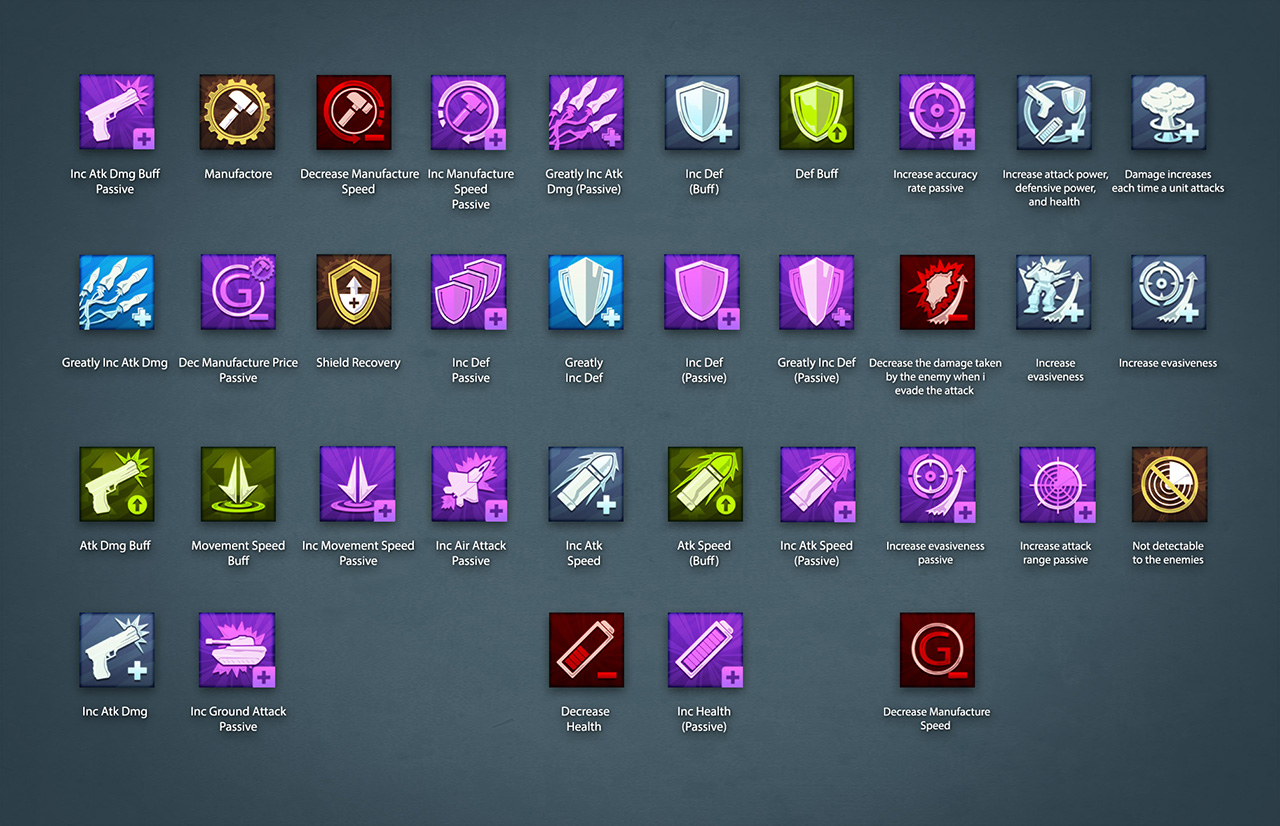 Inc Atk Dmg Buff
Passive
Manufactore
Decrease Manufacture
Speed
Inc Manufacture
Speed
Passive
Greatly Inc Atk
Dmg (Passive)
Inc Def
(Buff)
Def Buff
Increase accuracy
rate passive
Increase attack power,
defensive power,
and health
Damage increases
each time a unit attacks
G
Greatly Inc Atk Dmg
Dec Manufacture Price
Passive
Shield Recovery
Inc Def
Passive
Greatly
Inc Def
Inc Def
(Passive)
Greatly Inc Def
(Passive)
Decrease the damage taken
by the enemy when i
evade the attack
Increase
evasiveness
Increase evasiveness
Atk Dmg Buff
Movement Speed
Buff
Inc Movement Speed
Passive
Inc Air Attack
Passive
Inc Atk
Speed
Atk Speed
(Buff)
Inc Atk Speed
(Passive)
Increase evasiveness
passive
Increase attack
range passive
Not detectable
to the enemies
G
Inc Atk Dmg
Inc Ground Attack
Passive
Decrease
Health
Inc Health
(Passive)
Decrease Manufacture
Speed